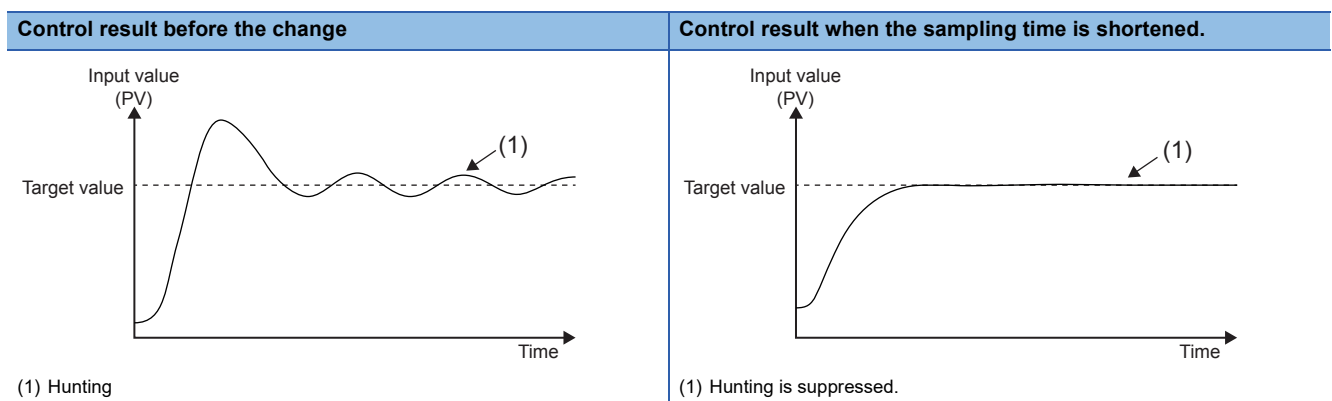 Control result before the change
Control result when the sampling time is shortened.
Input value
(PV)
(1)
Target value
Time
(1) Hunting
Input value
(PV)
(1)
Target value
Time
(1) Hunting is suppressed.